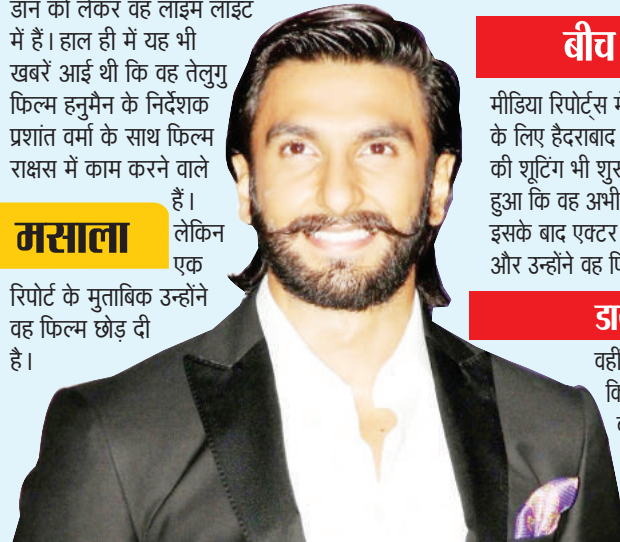 डॉन को लेकर वह लाइम लाइट
में हैं। हाल ही में यह भी
खबरें आई थी कि वह तेलुगु
फिल्म हनुमैन के निर्देशक
प्रशांत वर्मा के साथ फिल्म
राक्षस में काम करने वाले
हैं।
मसाला
लेकिन
एक
रिपोर्ट के मुताबिक उन्होंने
वह फिल्म छोड़ दी
है।
बीच
मीडिया रिपोर्ट्स
के लिए हैदराबाद
की शूटिंग भी
हुआ कि वह अभी
इसके बाद एक्टर
और उन्होंने वह
वहीं